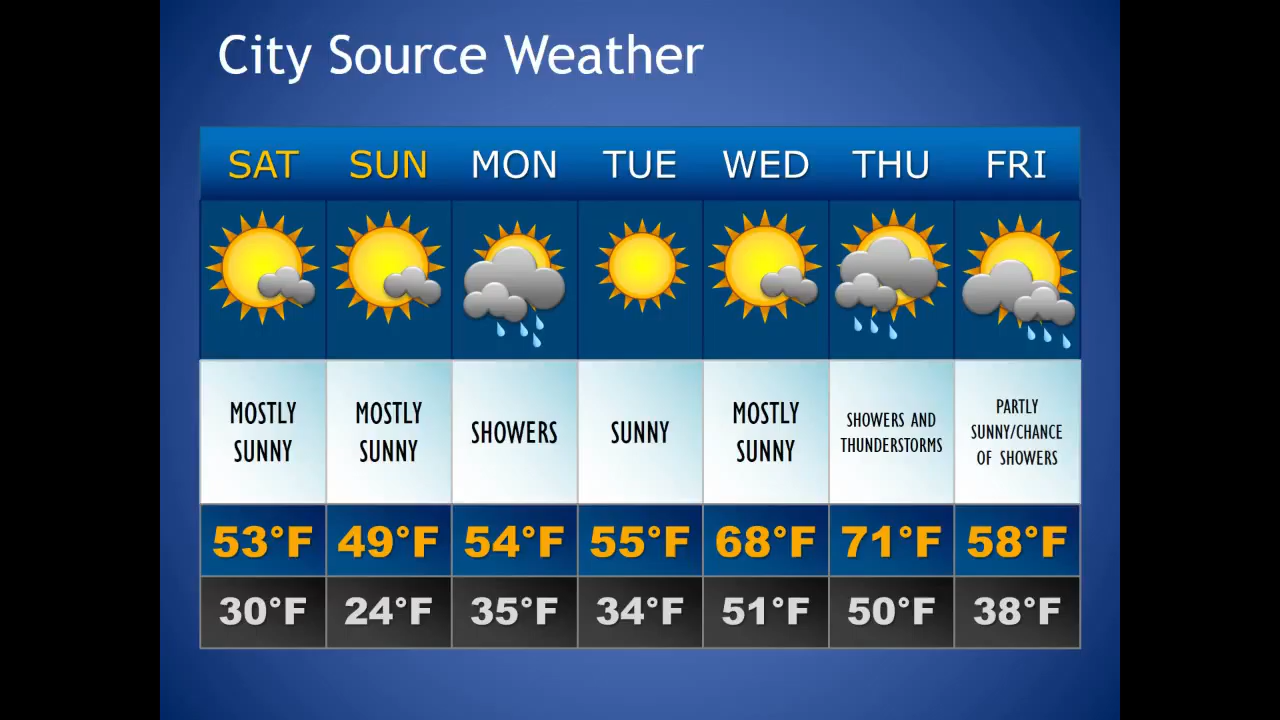 City Source Weather
SAT SUN MON TUE WED THU FRI
MOSTLY
SUNNY
MOSTLY
SUNNY
SHOWERS
SUNNY
MOSTLY
SUNNY
SHOWERS AND
THUNDERSTORMS
PARTLY
SUNNY/CHANCE
OF SHOWERS
53°F 49°F 54°F 55°F 68°F 71°F 58°F
30°F 24°F 35°F 34°F 51°F 50°F 38°F